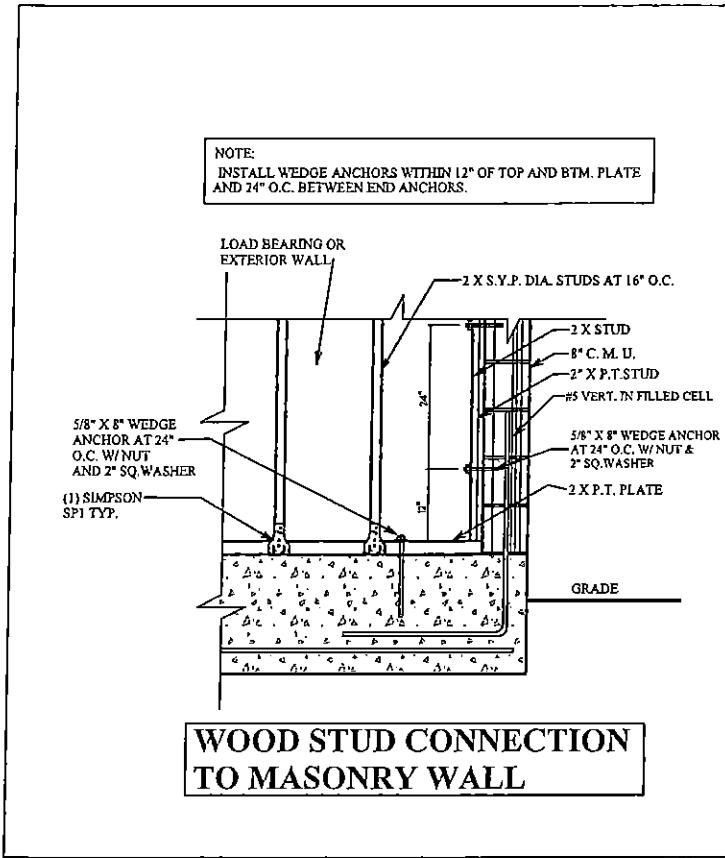 NOTE:
INSTALL WEDGE ANCHORS WITHIN 12" OF TOP AND BTM. PLATE
AND 24" O.C. BETWEEN END ANCHORS.
LOAD BEARING OR
EXTERIOR WALL
2 X S.Y.P. DIA. STUDS AT 16" O.C.
2 X STUD
8" C. M. U.
2" X P.T.STUD
#5 VERT. IN FILLED CELL
24"
5/8" X 8" WEDGE
ANCHOR AT 24"
O.C. W/ NUT
AND 2" SQ.WASHER
5/8" X 8" WEDGE ANCHOR
AT 24" O.C. W/ NUT &
2" SQ.WASHER
12"
2 X P.T. PLATE
(1) SIMPSON
SP1 TYP.
GRADE
WOOD STUD CONNECTION
TO MASONRY WALL